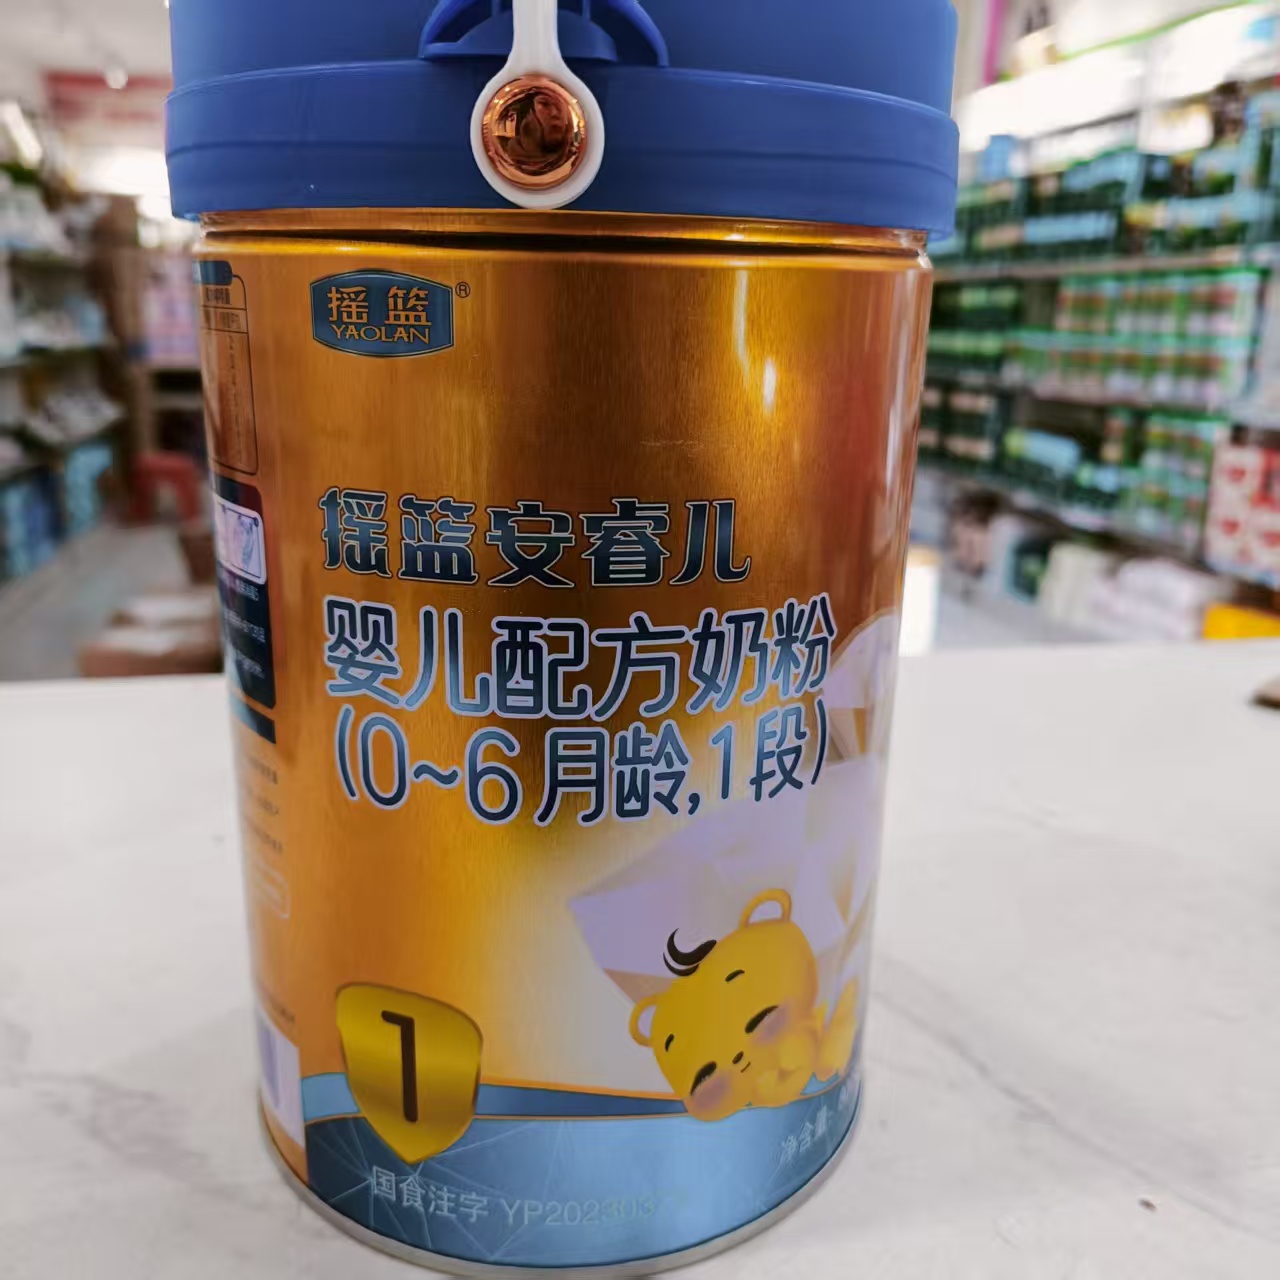 摇篮®
YAOLAN
摇篮安睿儿
婴儿配方奶粉
(0~6月龄,1段)
1
净含量:
国食注字 YP202303